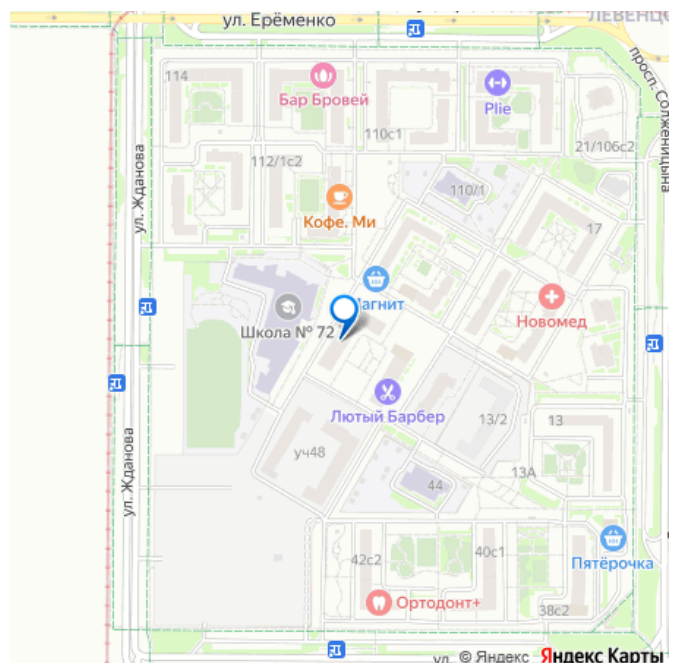 ул. Ерёменко
ЛЕВЕНЦО
просп. Солженицына
114
Бар Бровей
Plie
110с1
21/106с2
112/1с2
110/1
ул. Жданова
Кофе. Ми
17
Магнит
Новомед
Школа № 72
Лютый Барбер
13/2
13
уч48
13А
44
ул. Жданова
42с2
40с1
Пятёрочка
Ортодонт+
38с2
ул.
© Яндекс Яндекс Карты